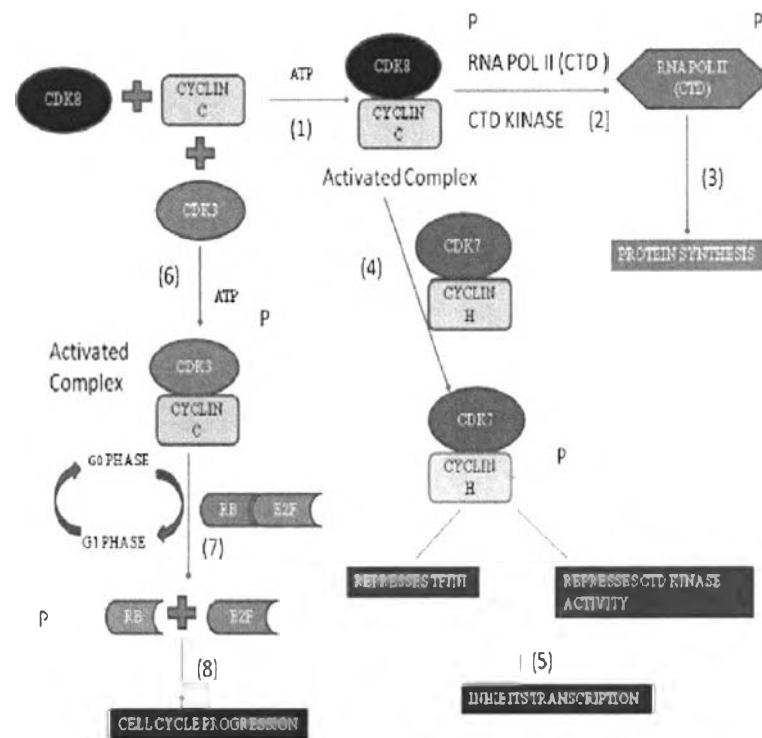 P
P
CDK8
CYCLIN
C
ATP
(1)
CDK8
CYCLIN
C
RNA POL II (CTD )
CTD KINASE (2)
RNA POL II
(CTD)
Activated Complex
(3)
PROTEIN SYNTHESIS
CDK3
(6)
ATP
P
(4)
CDK7
CYCLIN
H
Activated
Complex
CDK3
CYCLIN
C
CDK7
CYCLIN
H
P
G0 PHASE
G1 PHASE
RB
E2F
(7)
REPRESSES
REPRESSES CTD KINASE
ACTIVITY
P
RB
E2F
(8)
(5)
CELL CYCLE PROGRESSION
INHIBITS TRANSCRIPTION